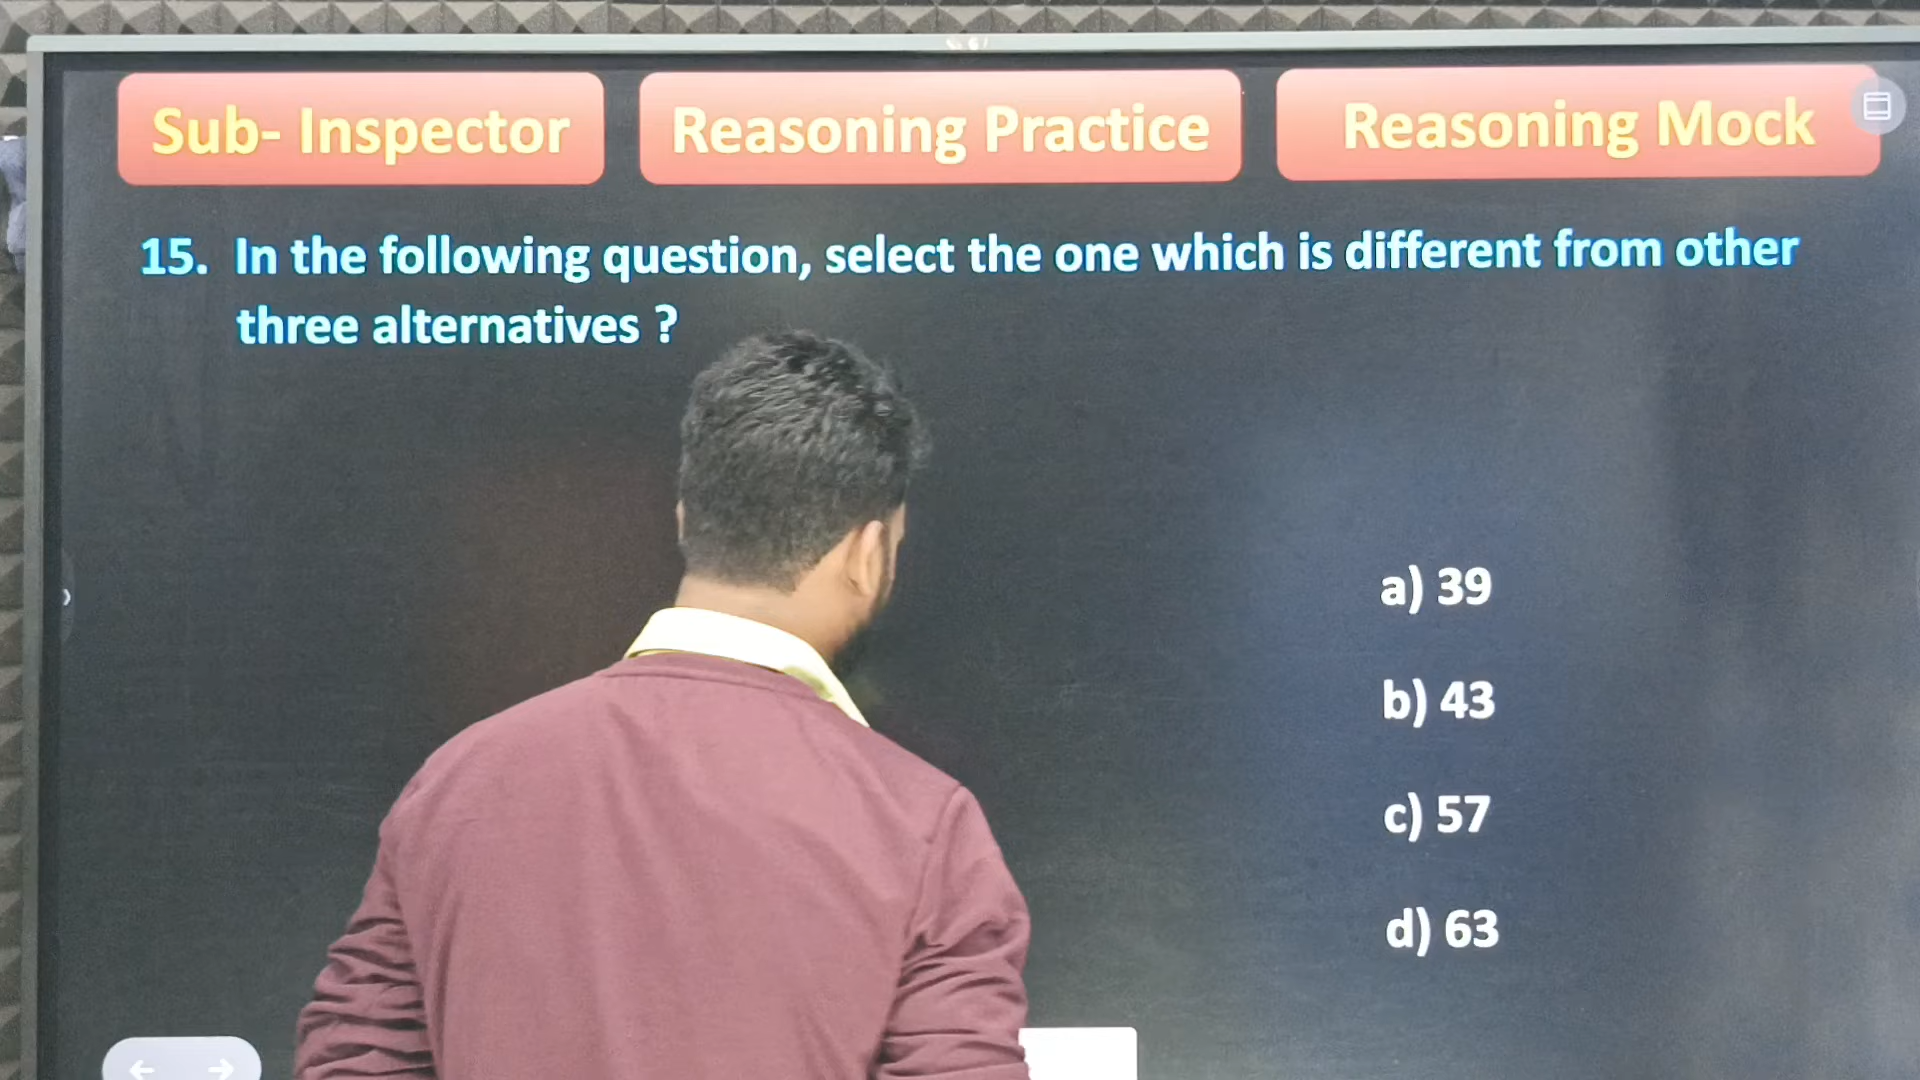 Sub- Inspector
Reasoning Practice
Reasoning Mock
15. In the following question, select the one which is different from other
three alternatives ?
a) 39
b) 43
c) 57
d) 63